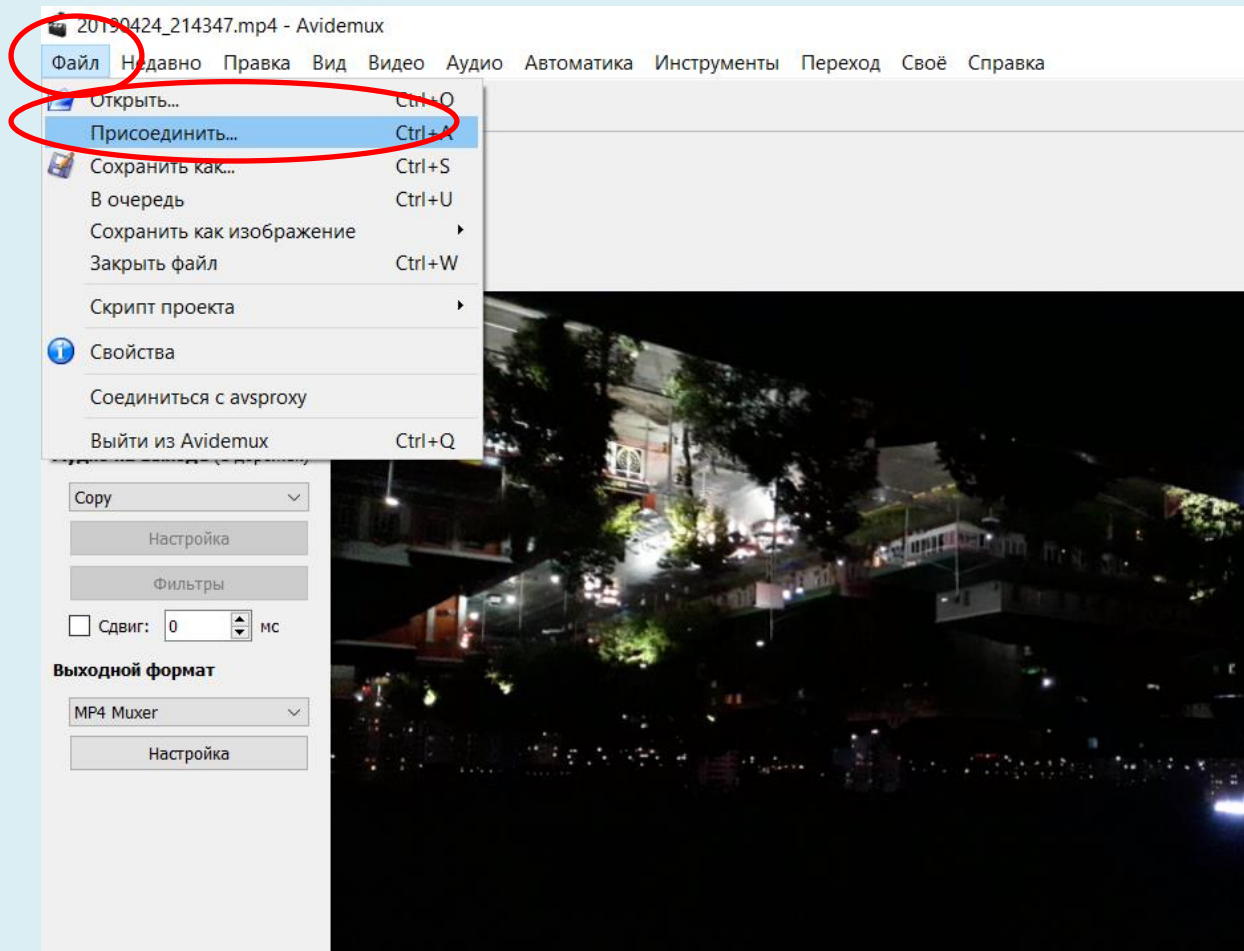 20190424_214347.mp4 - Avidemux
Файл Недавно Правка Вид Видео Аудио Автоматика Инструменты Переход Своё Справка
Открыть... Ctrl+O
Присоединить... Ctrl+A
Сохранить как... Ctrl+S
В очередь Ctrl+U
Сохранить как изображение
Закрыть файл Ctrl+W
Скрипт проекта
Свойства
Соединиться с avsproxy
Выйти из Avidemux Ctrl+Q
Copy
Настройка
Фильтры
Сдвиг: 0 мс
Выходной формат
MP4 Muxer
Настройка